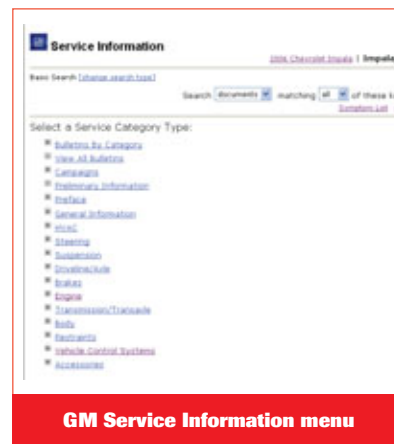 Service Information
2006 Chevrolet Impala | Impala
Basic Search [change search type]
Search documents matching all of these k
Symptom List
Select a Service Category Type:
Bulletins by Category
View All Bulletins
Campaigns
Preliminary Information
Preface
General Information
HVAC
Steering
Suspension
Driveline/Axle
Brakes
Engine
Transmission/Transaxle
Body
Restraints
Vehicle Control Systems
Accessories
GM Service Information menu